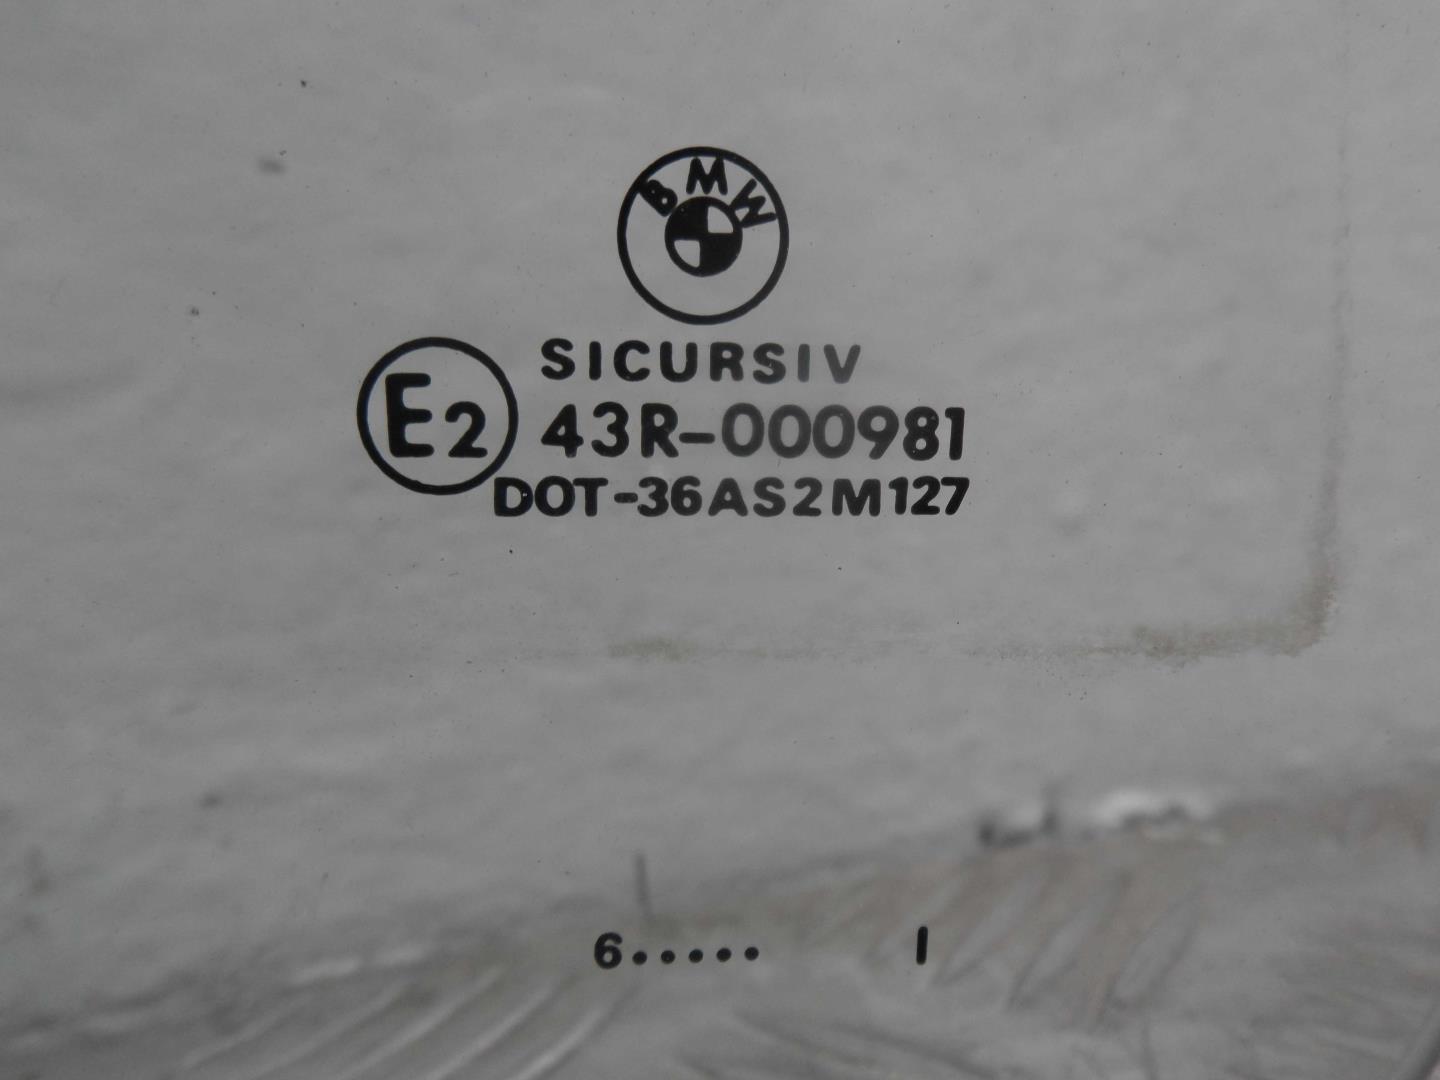 BMW
SICURSIV
E2
43R-000981
DOT-36AS2M127
6..... I